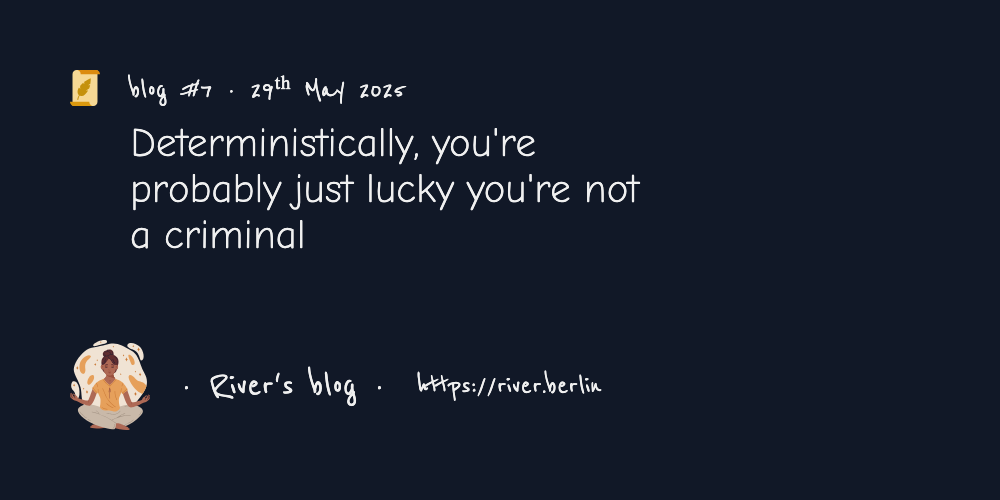 blog #7 · 29th May 2025
Deterministically, you're
probably just lucky you're not
a criminal
· River's blog · https://river.berlin